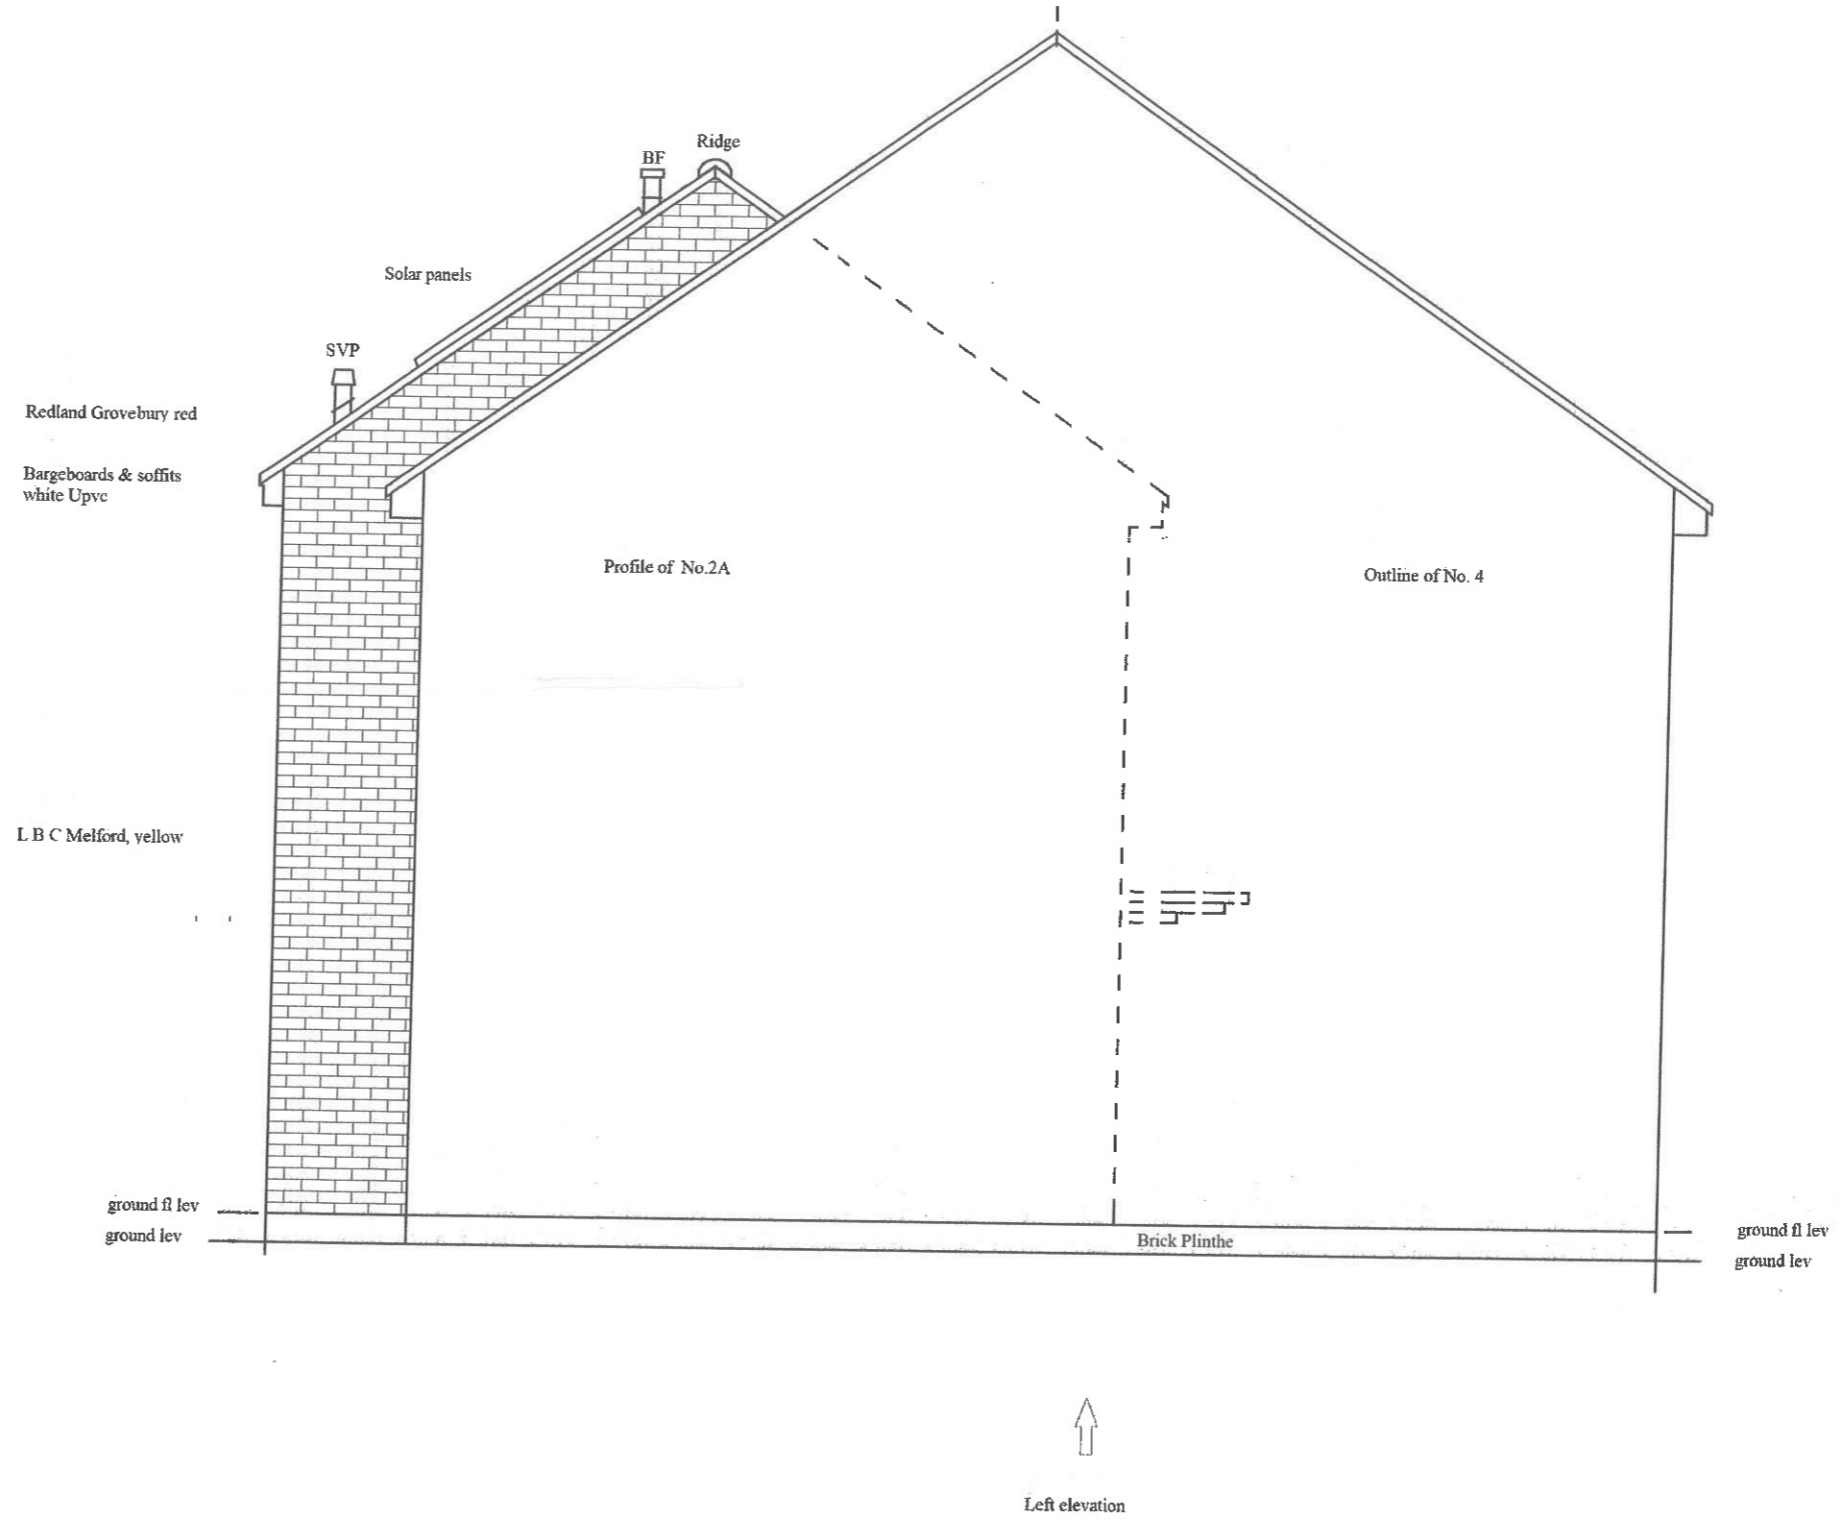 Ridge
BF
Solar panels
SVP
Redland Grovebury red
Bargeboards & soffits
white Upvc
Profile of No.2A
Outline of No. 4
L B C Melford, yellow
ground fl lev
ground lev
Brick Plinthe
ground fl lev
ground lev
Left elevation